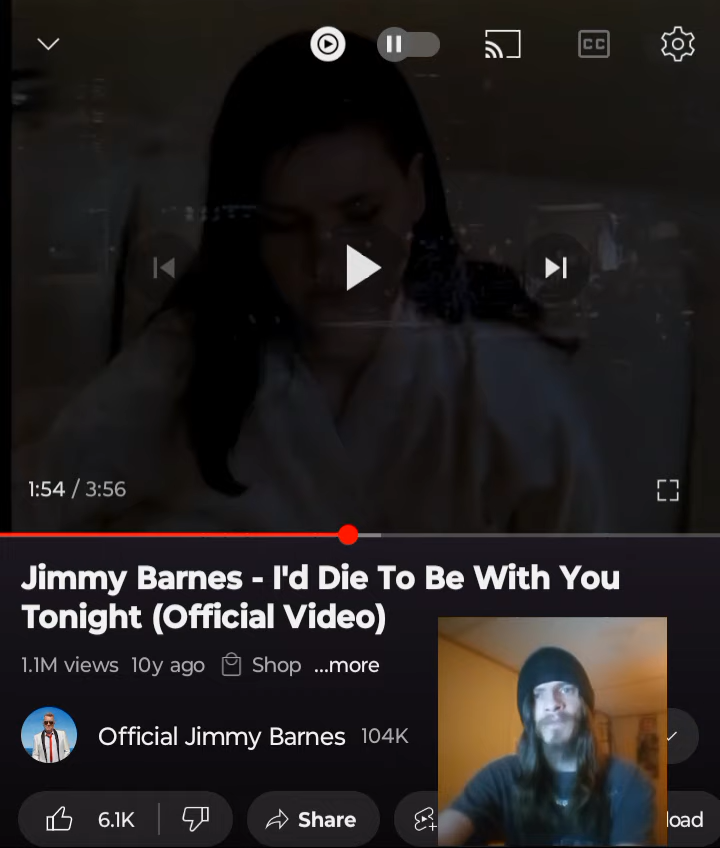 CC
1:54 / 3:56
Jimmy Barnes - I'd Die To Be With You
Tonight (Official Video)
1.1M views 10y ago Shop ...more
Official Jimmy Barnes 104K
6.1K Share load